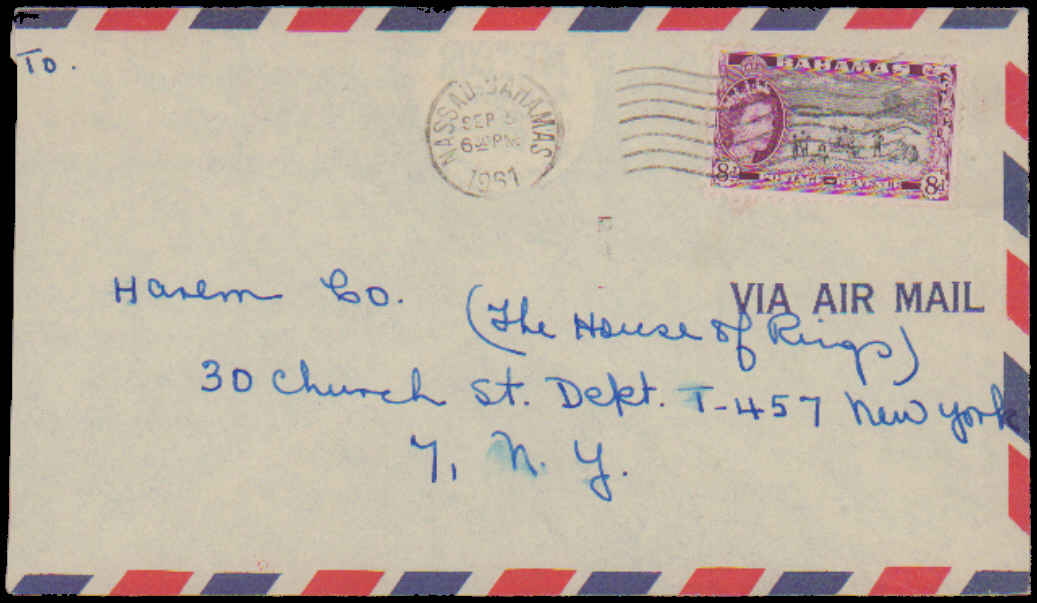 To.
NASSAU, BAHAMAS
SEP 5
6 PM
1961
BAHAMAS
8d 8d
VIA AIR MAIL
Harem Co. (The House of Rings)
30 Church St. Dept. T-457 New York
7, N. Y.